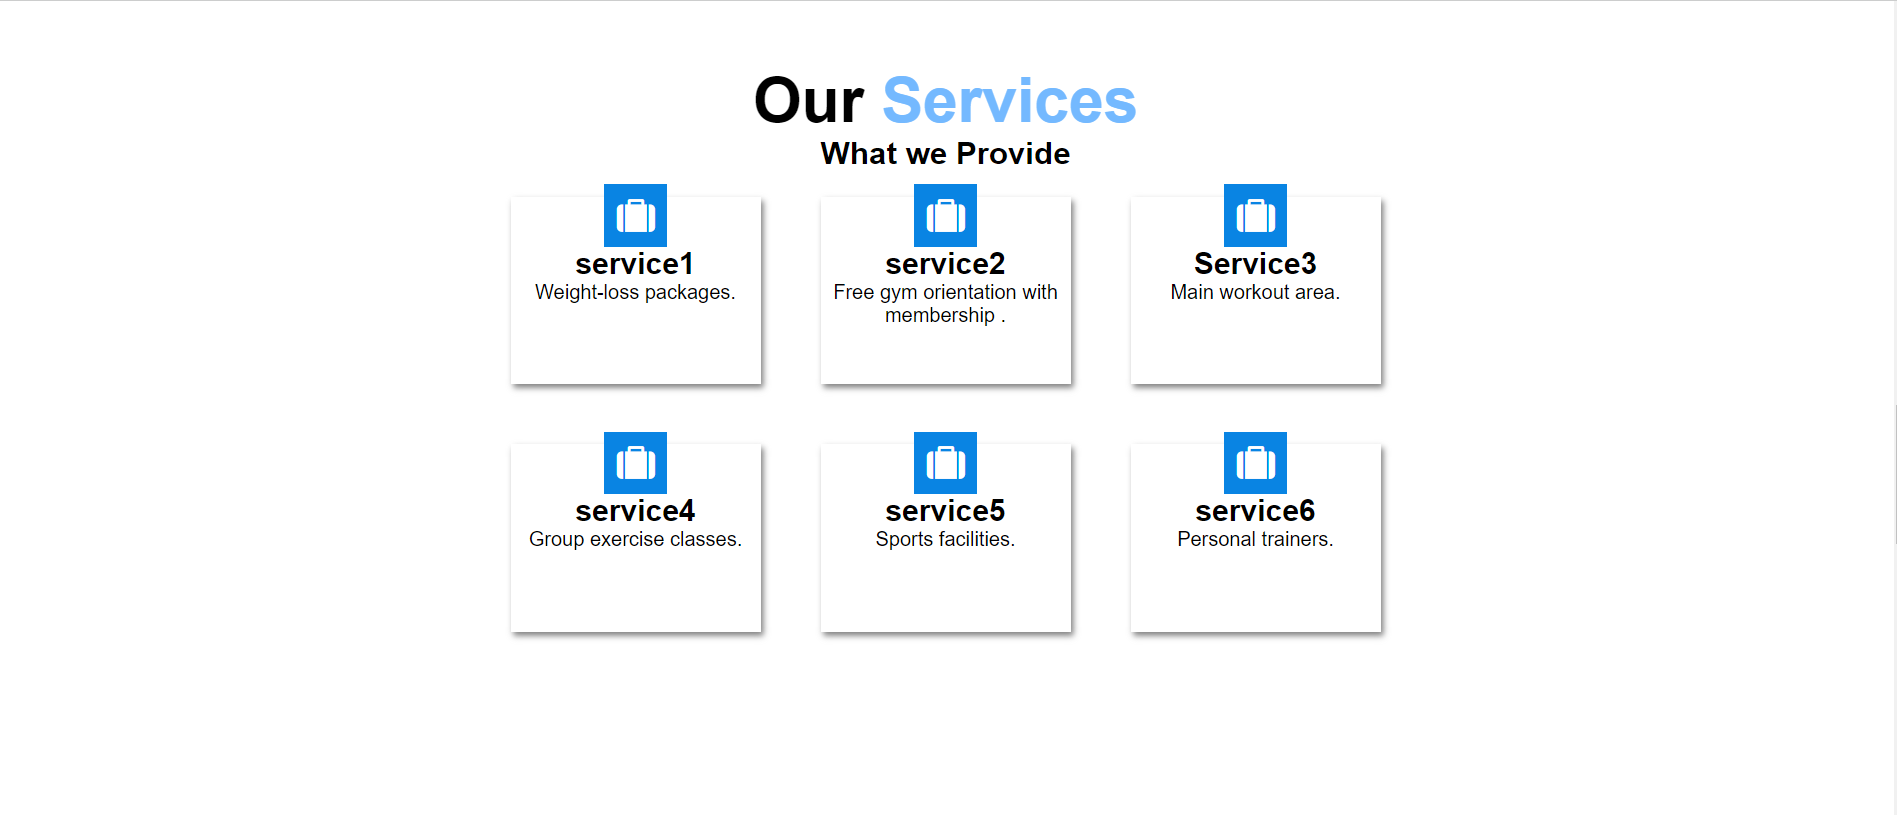 Our Services
What we Provide
service1
Weight-loss packages.
service2
Free gym orientation with
membership .
Service3
Main workout area.
service4
Group exercise classes.
service5
Sports facilities.
service6
Personal trainers.